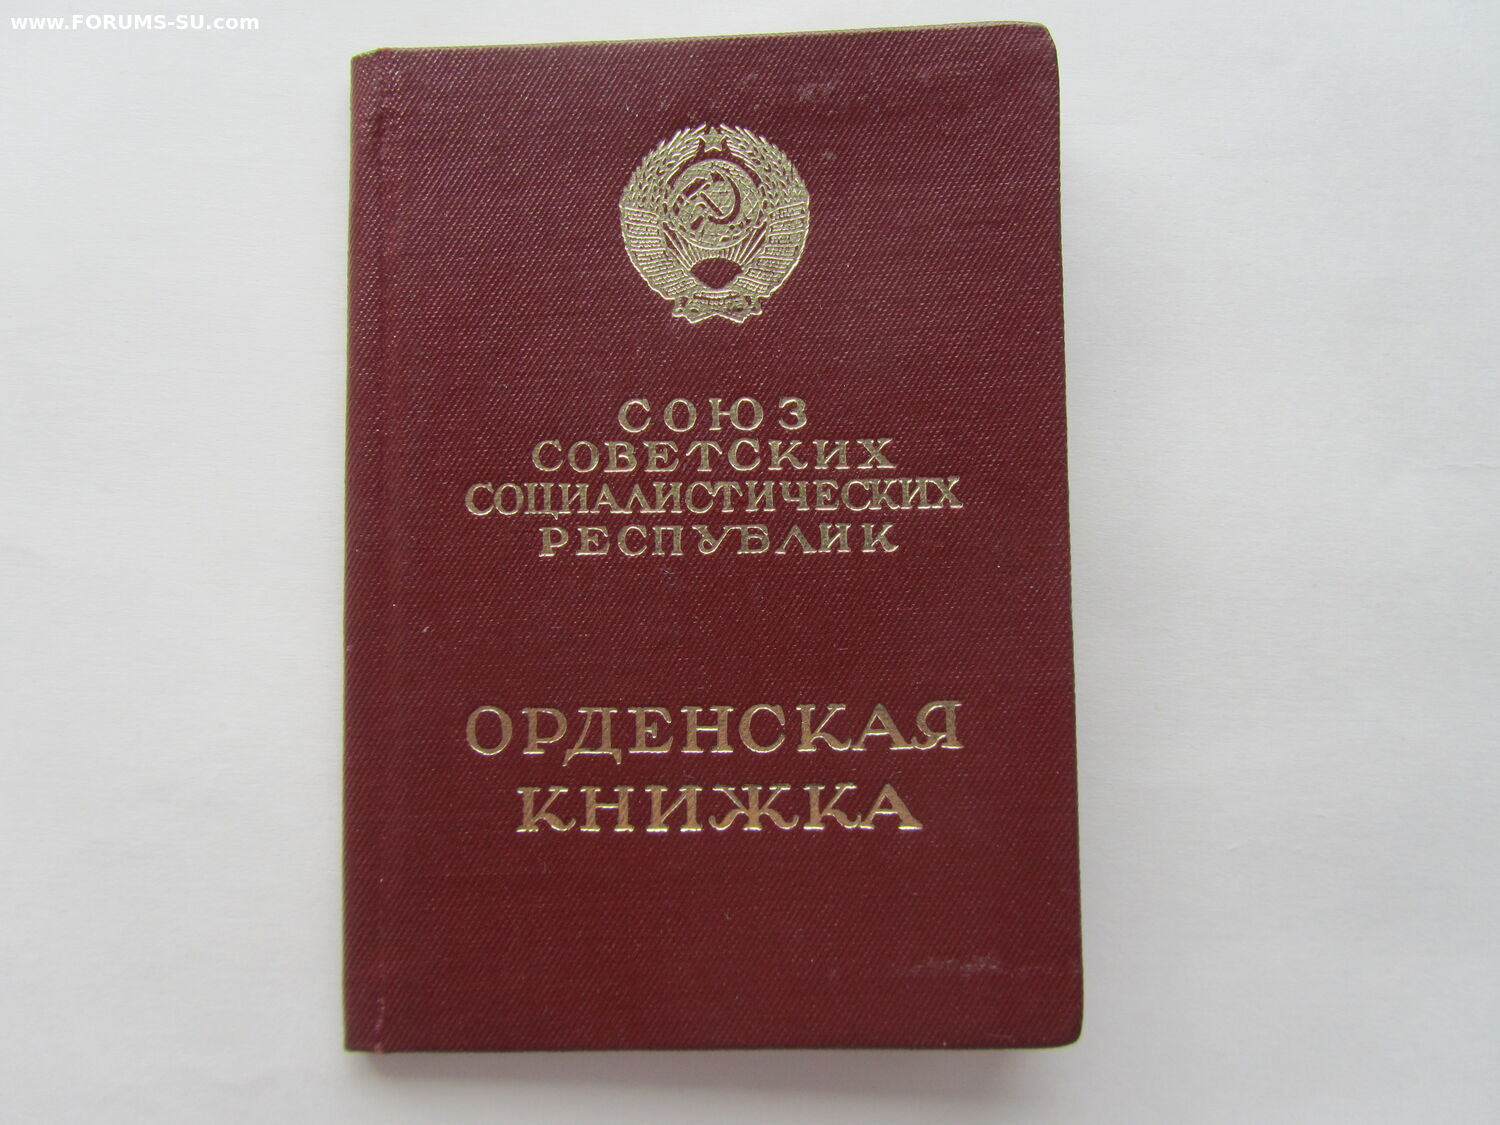 www.FORUMS-SU.com
СОЮЗ
СОВЕТСКИХ
СОЦИАЛИСТИЧЕСКИХ
РЕСПУБЛИК
ОРДЕНСКАЯ
КНИЖКА